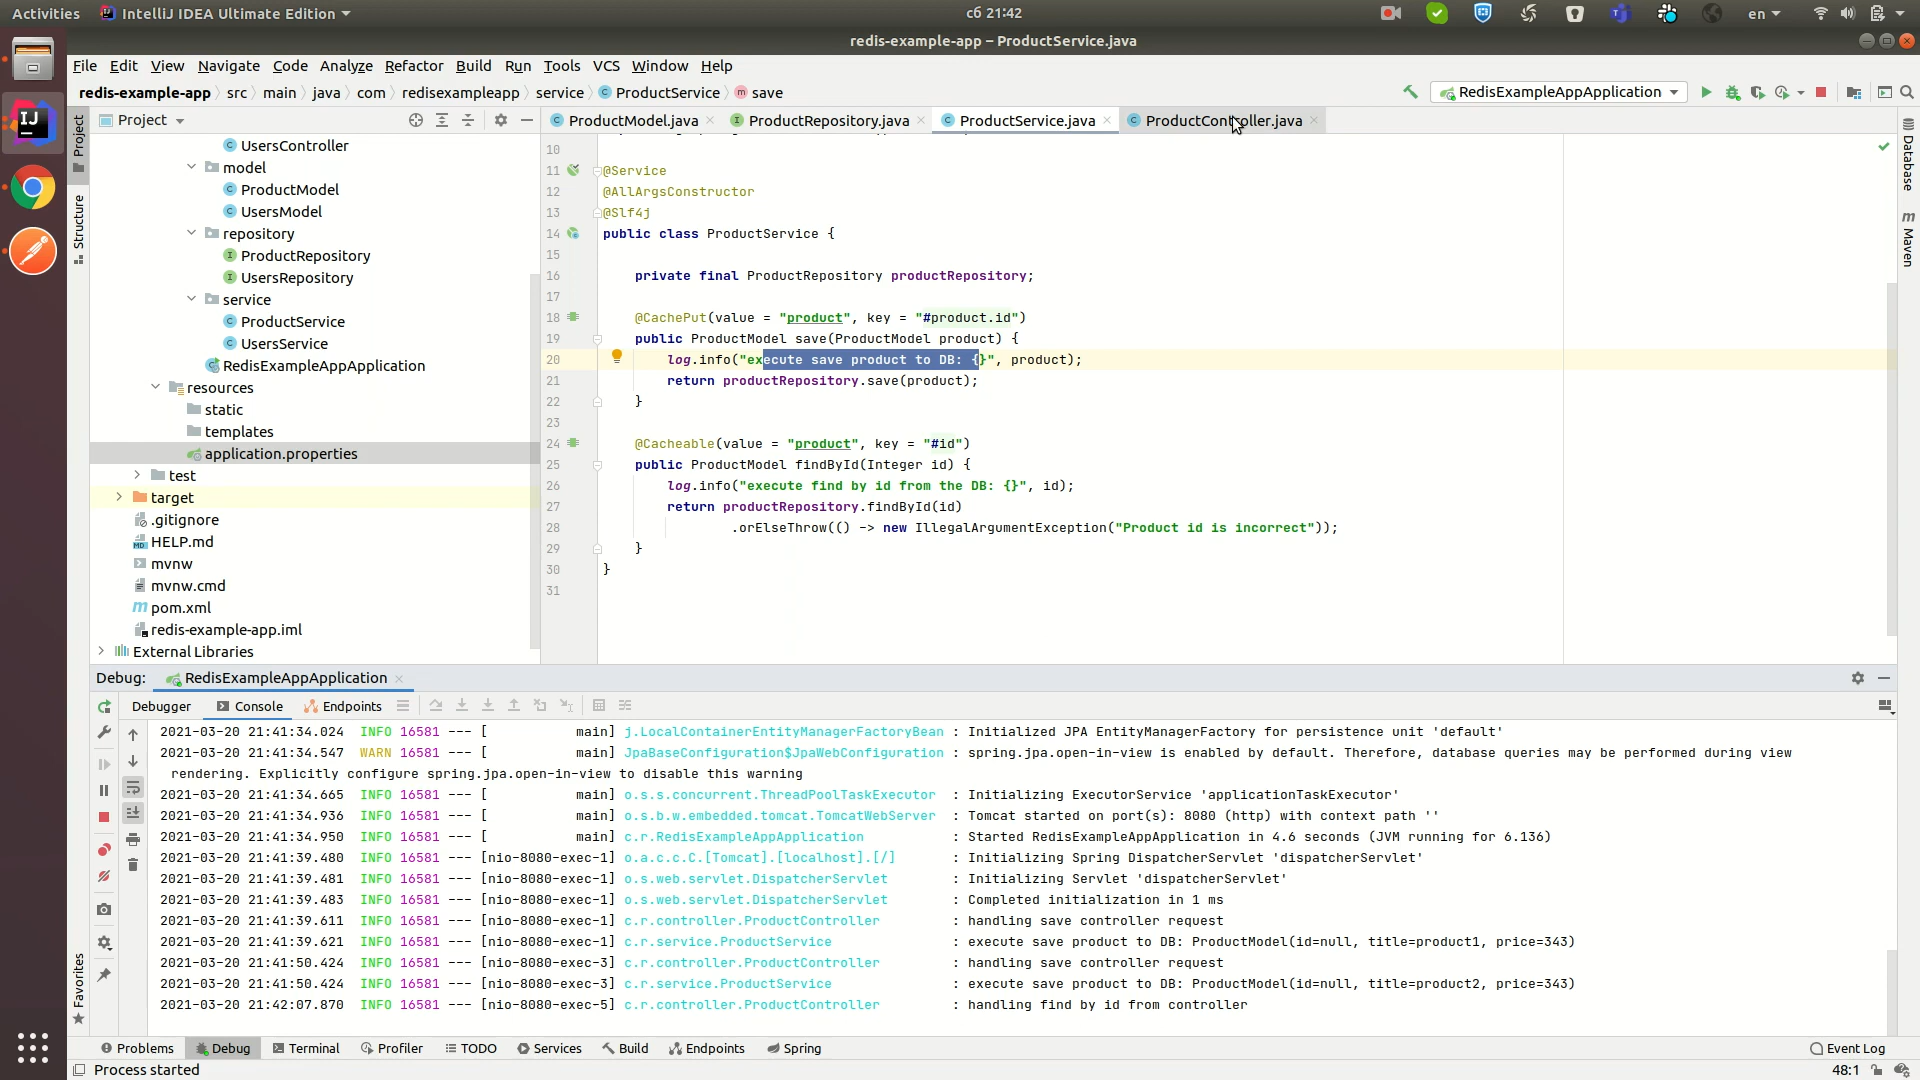 Activities
IntelliJ IDEA Ultimate Edition
сб 21:42
en
redis-example-app – ProductService.java
File Edit View Navigate Code Analyze Refactor Build Run Tools VCS Window Help
redis-example-app src main java com redisexampleapp service ProductService save
RedisExampleAppApplication
Project
ProductModel.java
ProductRepository.java
ProductService.java
ProductController.java
Project
Structure
Favorites
Database
Maven
UsersController
model
ProductModel
UsersModel
repository
ProductRepository
UsersRepository
service
ProductService
UsersService
RedisExampleAppApplication
resources
static
templates
application.properties
test
target
.gitignore
HELP.md
mvnw
mvnw.cmd
pom.xml
redis-example-app.iml
External Libraries
10
11 @Service
12 @AllArgsConstructor
13 @Slf4j
14 public class ProductService {
15
16 private final ProductRepository productRepository;
17
18 @CachePut(value = "product", key = "#product.id")
19 public ProductModel save(ProductModel product) {
20 log.info("execute save product to DB: {}", product);
21 return productRepository.save(product);
22 }
23
24 @Cacheable(value = "product", key = "#id")
25 public ProductModel findById(Integer id) {
26 log.info("execute find by id from the DB: {}", id);
27 return productRepository.findById(id)
28 .orElseThrow(() -> new IllegalArgumentException("Product id is incorrect"));
29 }
30 }
31
Debug: RedisExampleAppApplication
Debugger Console Endpoints
2021-03-20 21:41:34.024 INFO 16581 --- [ main] j.LocalContainerEntityManagerFactoryBean : Initialized JPA EntityManagerFactory for persistence unit 'default'
2021-03-20 21:41:34.547 WARN 16581 --- [ main] JpaBaseConfiguration$JpaWebConfiguration : spring.jpa.open-in-view is enabled by default. Therefore, database queries may be performed during view
rendering. Explicitly configure spring.jpa.open-in-view to disable this warning
2021-03-20 21:41:34.665 INFO 16581 --- [ main] o.s.s.concurrent.ThreadPoolTaskExecutor : Initializing ExecutorService 'applicationTaskExecutor'
2021-03-20 21:41:34.936 INFO 16581 --- [ main] o.s.b.w.embedded.tomcat.TomcatWebServer : Tomcat started on port(s): 8080 (http) with context path ''
2021-03-20 21:41:34.950 INFO 16581 --- [ main] c.r.RedisExampleAppApplication : Started RedisExampleAppApplication in 4.6 seconds (JVM running for 6.136)
2021-03-20 21:41:39.480 INFO 16581 --- [nio-8080-exec-1] o.a.c.c.C.[Tomcat].[localhost].[/] : Initializing Spring DispatcherServlet 'dispatcherServlet'
2021-03-20 21:41:39.481 INFO 16581 --- [nio-8080-exec-1] o.s.web.servlet.DispatcherServlet : Initializing Servlet 'dispatcherServlet'
2021-03-20 21:41:39.483 INFO 16581 --- [nio-8080-exec-1] o.s.web.servlet.DispatcherServlet : Completed initialization in 1 ms
2021-03-20 21:41:39.611 INFO 16581 --- [nio-8080-exec-1] c.r.controller.ProductController : handling save controller request
2021-03-20 21:41:39.621 INFO 16581 --- [nio-8080-exec-1] c.r.service.ProductService : execute save product to DB: ProductModel(id=null, title=product1, price=343)
2021-03-20 21:41:50.424 INFO 16581 --- [nio-8080-exec-3] c.r.controller.ProductController : handling save controller request
2021-03-20 21:41:50.424 INFO 16581 --- [nio-8080-exec-3] c.r.service.ProductService : execute save product to DB: ProductModel(id=null, title=product2, price=343)
2021-03-20 21:42:07.870 INFO 16581 --- [nio-8080-exec-5] c.r.controller.ProductController : handling find by id from controller
Problems Debug Terminal Profiler TODO Services Build Endpoints Spring Event Log
Process started
48:1